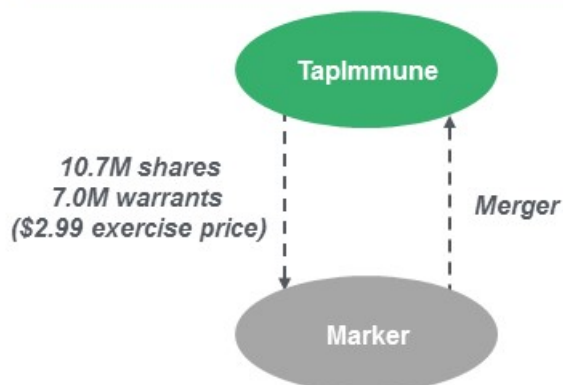 TapImmune
10.7M shares
7.0M warrants
($2.99 exercise price)
Merger
Marker